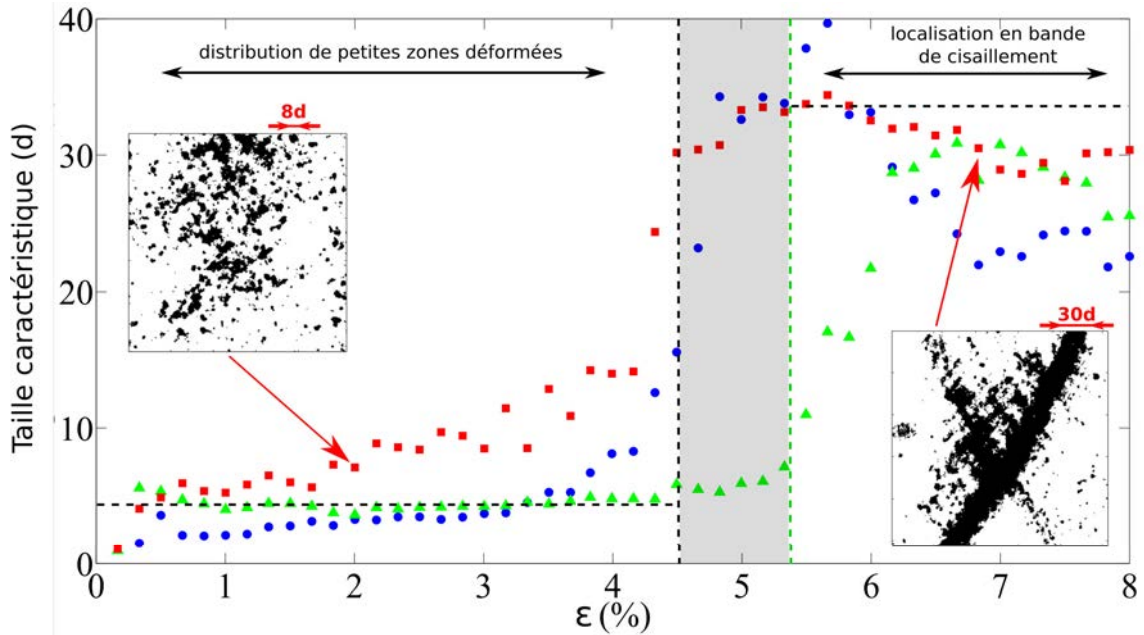 40
30
20
10
0
Taille caractéristique (d)
distribution de petites zones déformées
localisation en bande
de cisaillement
8d
30d
0 1 2 3 4 5 6 7 8
ε (%)